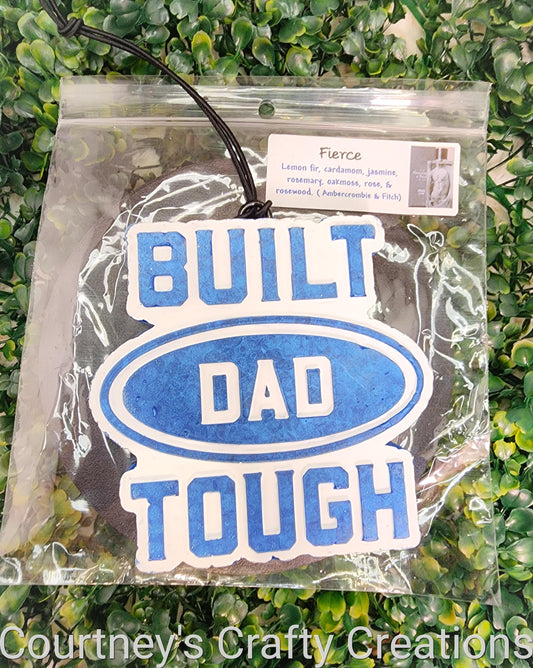 Fierce
Lemon fir, cardamom, jasmine,
rosemary, oakmoss, rose, &
rosewood. ( Ambercrombie & Fitch)
BUILT
DAD
TOUGH
Courtney's Crafty Creations